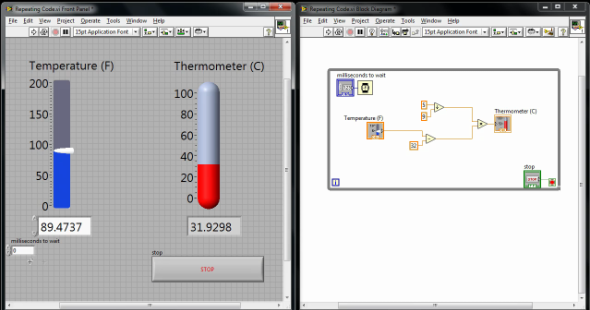 Repeating Code.vi Front Panel
File Edit View Project Operate Tools Window Help
15pt Application Font
Temperature (F)
200
150
100
50
0
89.4737
milliseconds to wait
0
Thermometer (C)
100
80
60
40
20
0
31.9298
stop
STOP
Repeating Code.vi Block Diagram
File Edit View Project Operate Tools Window Help
15pt Application Font
milliseconds to wait
Temperature (F)
5
9
32
Thermometer (C)
stop
i